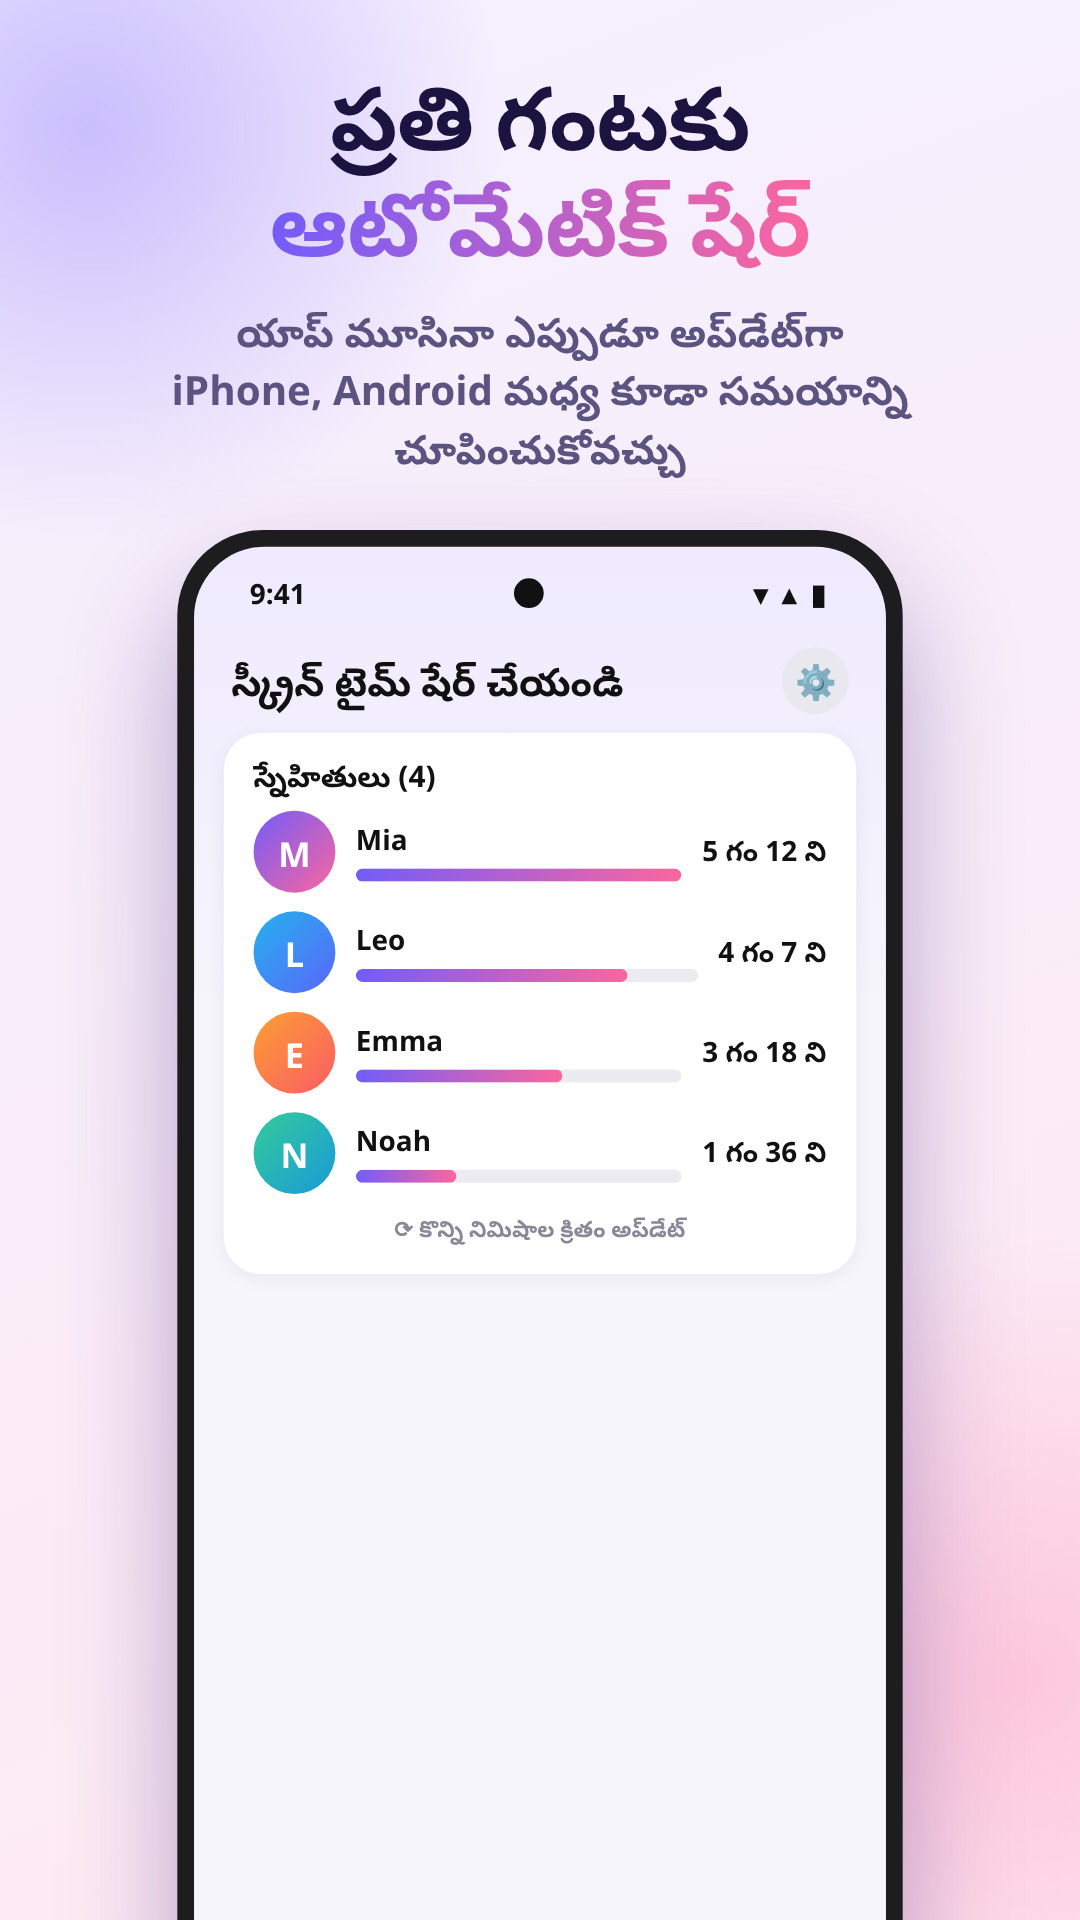 ప్రతి గంటకు
ఆటోమేటిక్ షేర్
యాప్ మూసినా ఎప్పుడూ అప్‌డేట్‌గా
iPhone, Android మధ్య కూడా సమయాన్ని
చూపించుకోవచ్చు
9:41
స్క్రీన్ టైమ్ షేర్ చేయండి
స్నేహితులు (4)
M
Mia
5 గం 12 ని
L
Leo
4 గం 7 ని
E
Emma
3 గం 18 ని
N
Noah
1 గం 36 ని
⟳ కొన్ని నిమిషాల క్రితం అప్‌డేట్